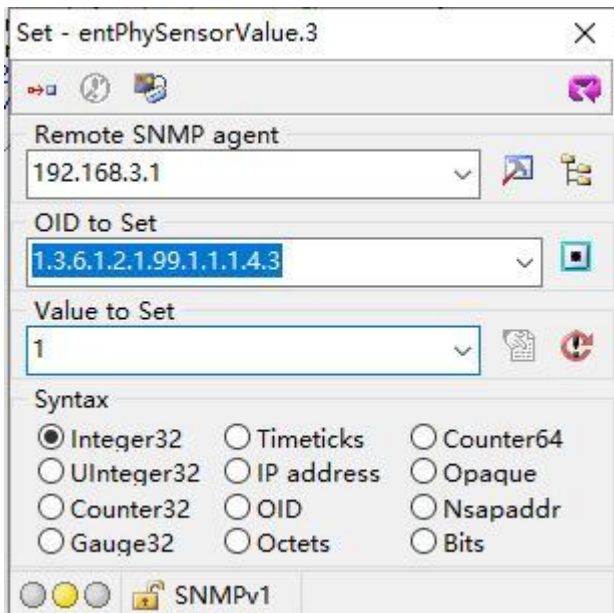 Set - entPhySensorValue.3
Remote SNMP agent
192.168.3.1
OID to Set
1.3.6.1.2.1.99.1.1.1.4.3
Value to Set
1
Syntax
Integer32 Timeticks Counter64
UInteger32 IP address Opaque
Counter32 OID Nsapaddr
Gauge32 Octets Bits
SNMPv1